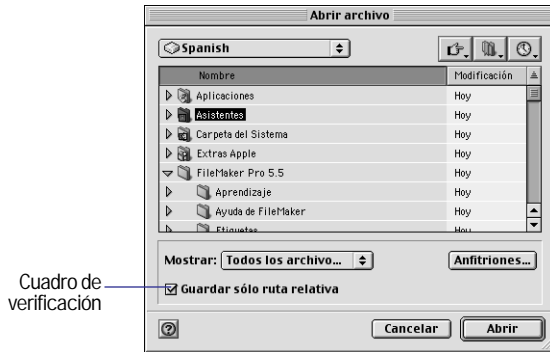 Abrir archivo
Spanish
Nombre Modificación
Aplicaciones Hoy
Asistentes Hoy
Carpeta del Sistema Hoy
Extras Apple Hoy
FileMaker Pro 5.5 Hoy
Aprendizaje Hoy
Ayuda de FileMaker Hoy
Etiquetas Hoy
Mostrar: Todos los archivo... Anfitriones...
Cuadro de
verificación
Guardar sólo ruta relativa
? Cancelar Abrir